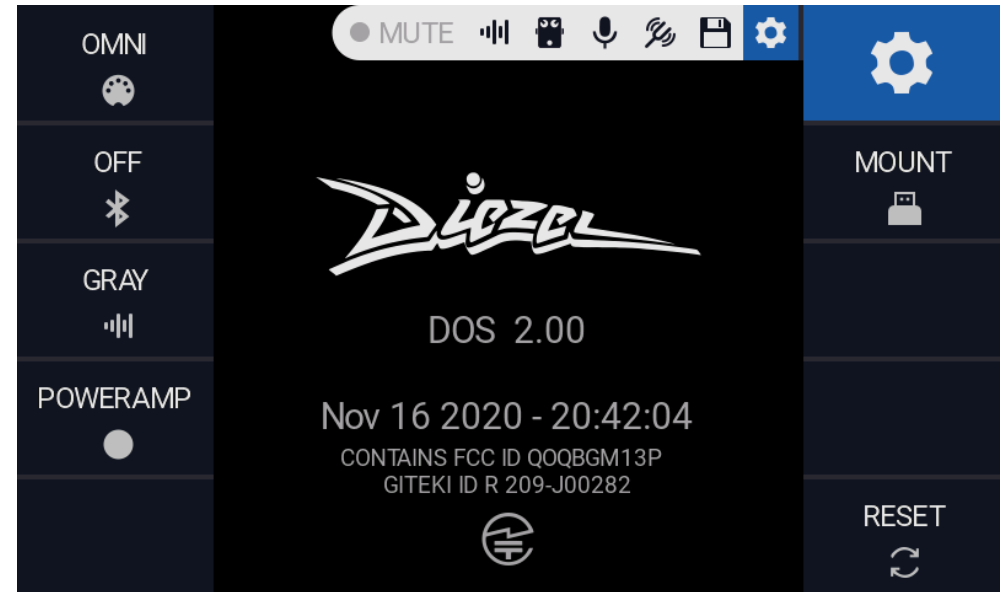 OMNI
OFF
GRAY
POWERAMP
MUTE
Diezel
DOS 2.00
Nov 16 2020 - 20:42:04
CONTAINS FCC ID QOQBGM13P
GITEKI ID R 209-J00282
MOUNT
RESET